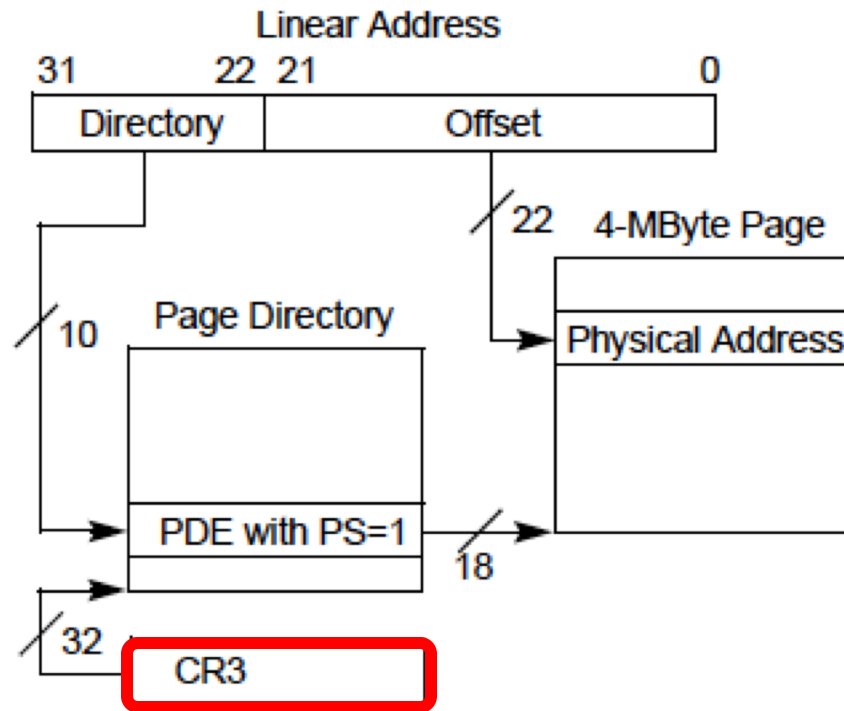 Linear Address
31 22 21 0
Directory Offset
22 4-MByte Page
10 Page Directory
Physical Address
PDE with PS=1
18
32
CR3